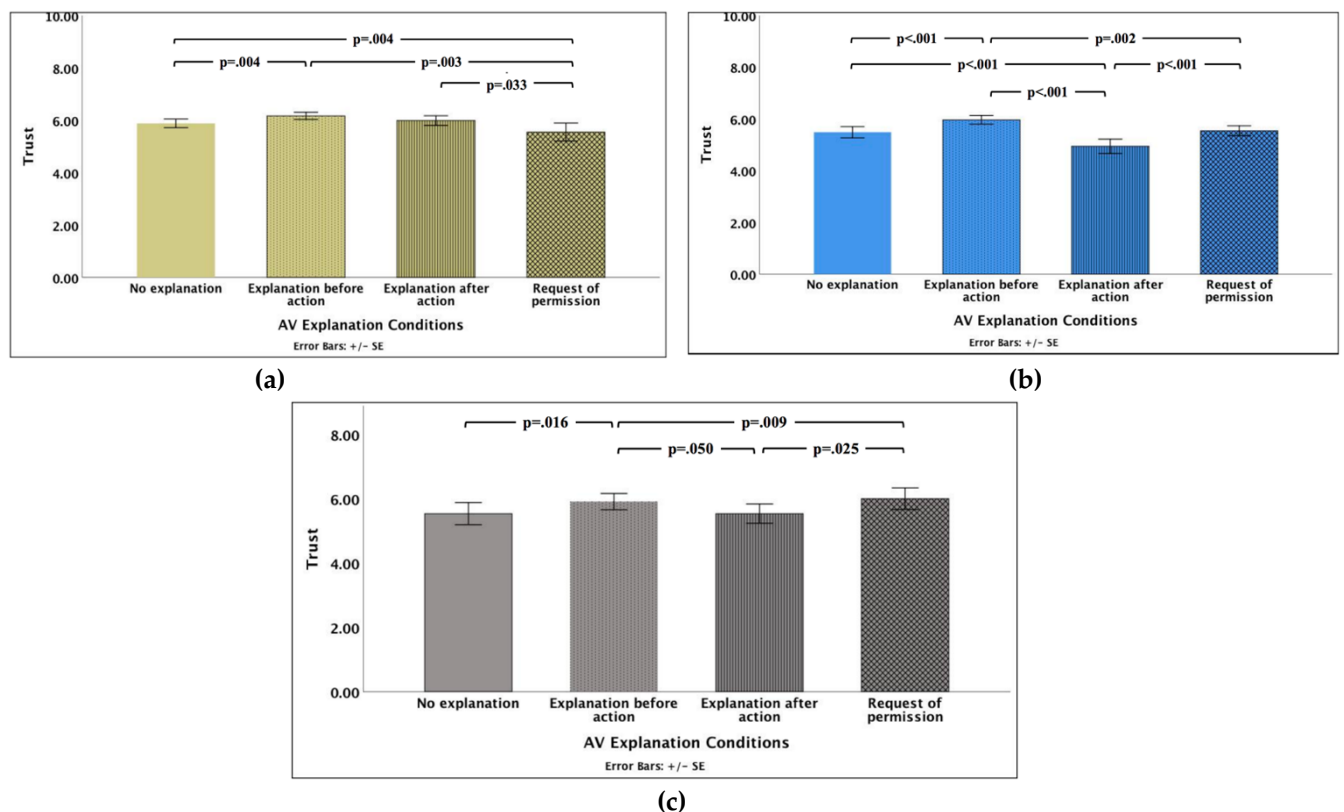 10.00
8.00
6.00
4.00
2.00
0.00
Trust
p=.004
p=.004
p=.003
p=.033
No explanation
Explanation before
action
Explanation after
action
Request of
permission
AV Explanation Conditions
Error Bars: +/- SE
(a)
10.00
8.00
6.00
4.00
2.00
0.00
Trust
p<.001
p=.002
p<.001
p<.001
p<.001
No explanation
Explanation before
action
Explanation after
action
Request of
permission
AV Explanation Conditions
Error Bars: +/- SE
(b)
8.00
6.00
4.00
2.00
0.00
Trust
p=.016
p=.009
p=.050
p=.025
No explanation
Explanation before
action
Explanation after
action
Request of
permission
AV Explanation Conditions
Error Bars: +/- SE
(c)